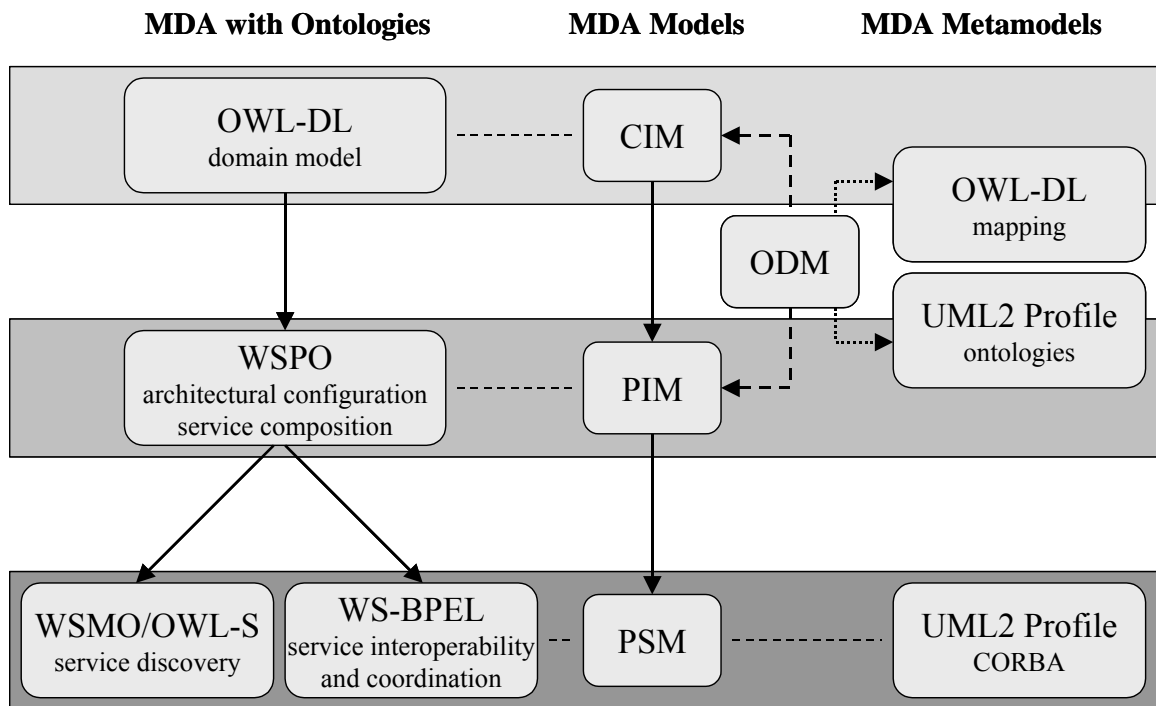 MDA with Ontologies
MDA Models
MDA Metamodels
OWL-DL
domain model
CIM
OWL-DL
mapping
ODM
UML2 Profile
ontologies
WSPO
architectural configuration
service composition
PIM
WSMO/OWL-S
service discovery
WS-BPEL
service interoperability
and coordination
PSM
UML2 Profile
CORBA